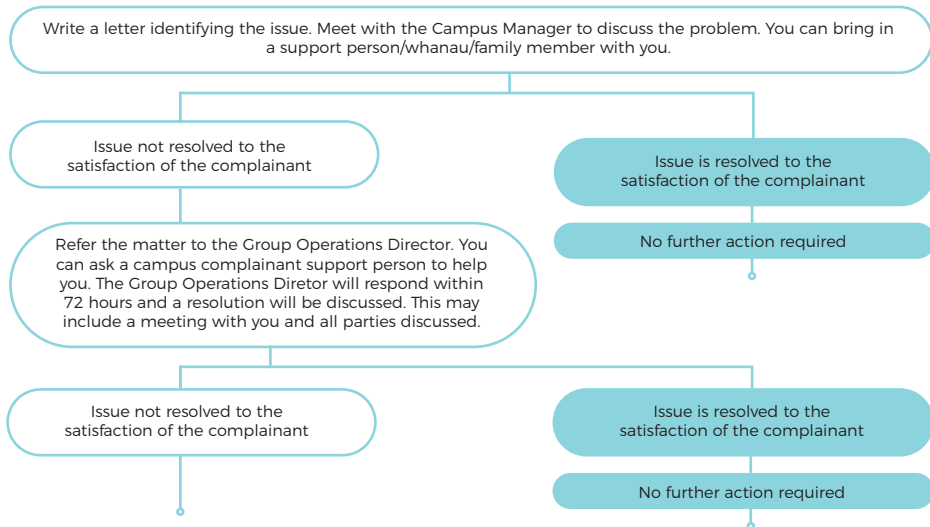 Write a letter identifying the issue. Meet with the Campus Manager to discuss the problem. You can bring in
a support person/whanau/family member with you.
Issue not resolved to the
satisfaction of the complainant
Issue is resolved to the
satisfaction of the complainant
No further action required
Refer the matter to the Group Operations Director. You
can ask a campus complainant support person to help
you. The Group Operations Diretor will respond within
72 hours and a resolution will be discussed. This may
include a meeting with you and all parties discussed.
Issue not resolved to the
satisfaction of the complainant
Issue is resolved to the
satisfaction of the complainant
No further action required